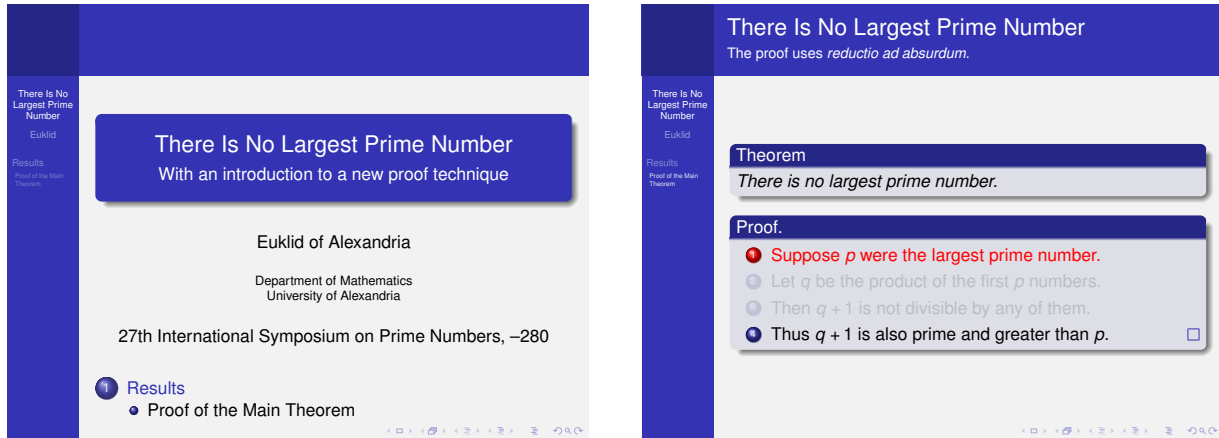 There Is No
Largest Prime
Number
Euklid
Results
Proof of the Main
Theorem
There Is No Largest Prime Number
With an introduction to a new proof technique
Euklid of Alexandria
Department of Mathematics
University of Alexandria
27th International Symposium on Prime Numbers, –280
1 Results
Proof of the Main Theorem
There Is No Largest Prime Number
The proof uses reductio ad absurdum.
There Is No
Largest Prime
Number
Euklid
Results
Proof of the Main
Theorem
Theorem
There is no largest prime number.
Proof.
1 Suppose p were the largest prime number.
2 Let q be the product of the first p numbers.
3 Then q + 1 is not divisible by any of them.
4 Thus q + 1 is also prime and greater than p. □